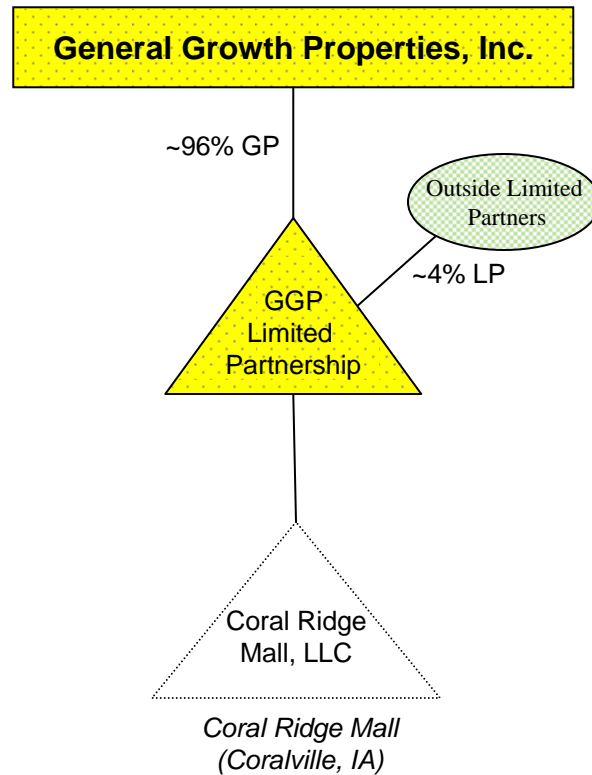 General Growth Properties, Inc.
~96% GP
Outside Limited
Partners
~4% LP
GGP
Limited
Partnership
Coral Ridge
Mall, LLC
Coral Ridge Mall
(Coralville, IA)